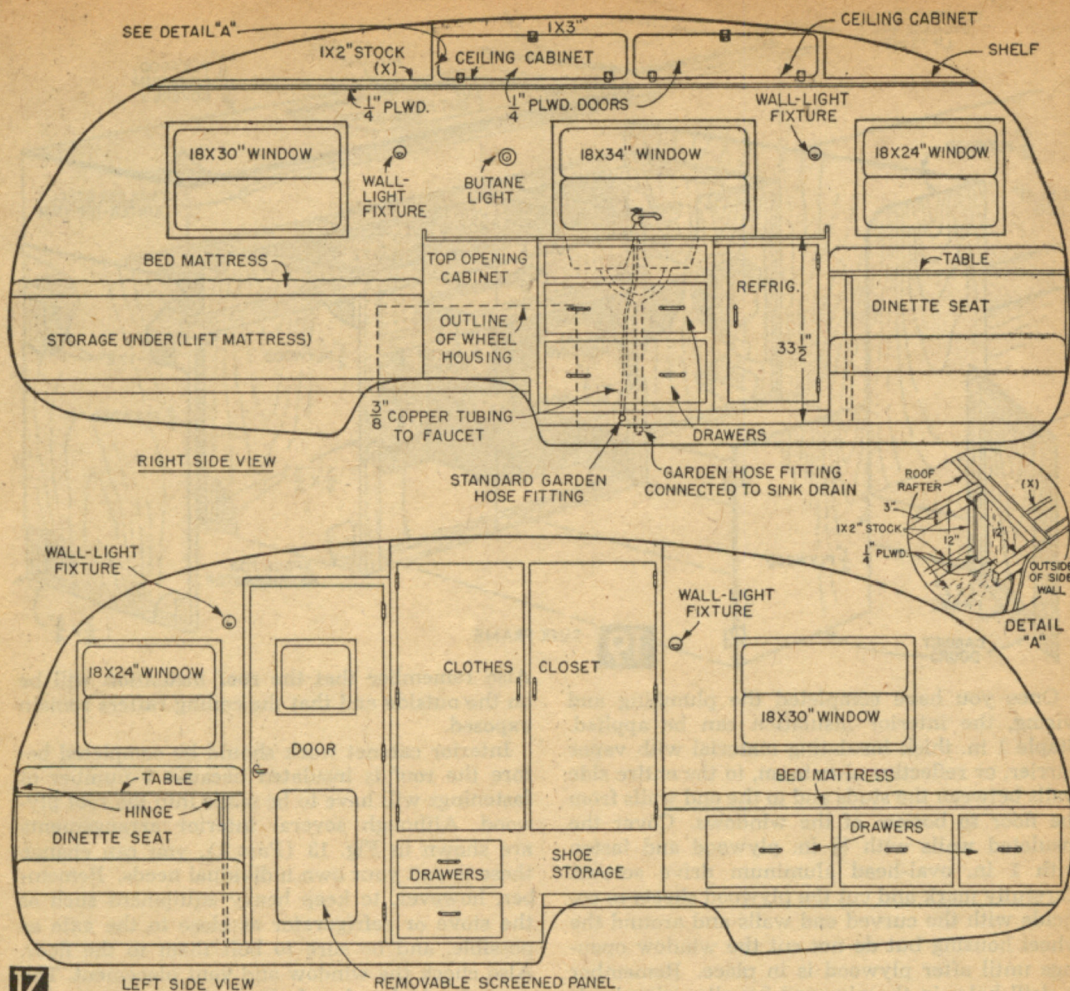 SEE DETAIL "A"
1X3"
CEILING CABINET
1X2" STOCK
(X)
CEILING CABINET
SHELF
1/4" PLWD.
1/4" PLWD. DOORS
WALL-LIGHT
FIXTURE
18X30" WINDOW
18X34" WINDOW
18X24" WINDOW
WALL-
LIGHT
FIXTURE
BUTANE
LIGHT
BED MATTRESS
TOP OPENING
CABINET
REFRIG.
TABLE
DINETTE SEAT
STORAGE UNDER (LIFT MATTRESS)
OUTLINE
OF WHEEL
HOUSING
33 1/2"
3/8" COPPER TUBING
TO FAUCET
DRAWERS
RIGHT SIDE VIEW
STANDARD GARDEN
HOSE FITTING
GARDEN HOSE FITTING
CONNECTED TO SINK DRAIN
ROOF
RAFTER
(X)
3"
1X2" STOCK
12"
12"
1/4" PLWD.
OUTSIDE
OF SIDE
WALL
DETAIL
"A"
WALL-LIGHT
FIXTURE
WALL-LIGHT
FIXTURE
18X24" WINDOW
CLOTHES
CLOSET
18X30" WINDOW
DOOR
TABLE
HINGE
DINETTE SEAT
BED MATTRESS
DRAWERS
DRAWERS
SHOE
STORAGE
17
LEFT SIDE VIEW
REMOVABLE SCREENED PANEL